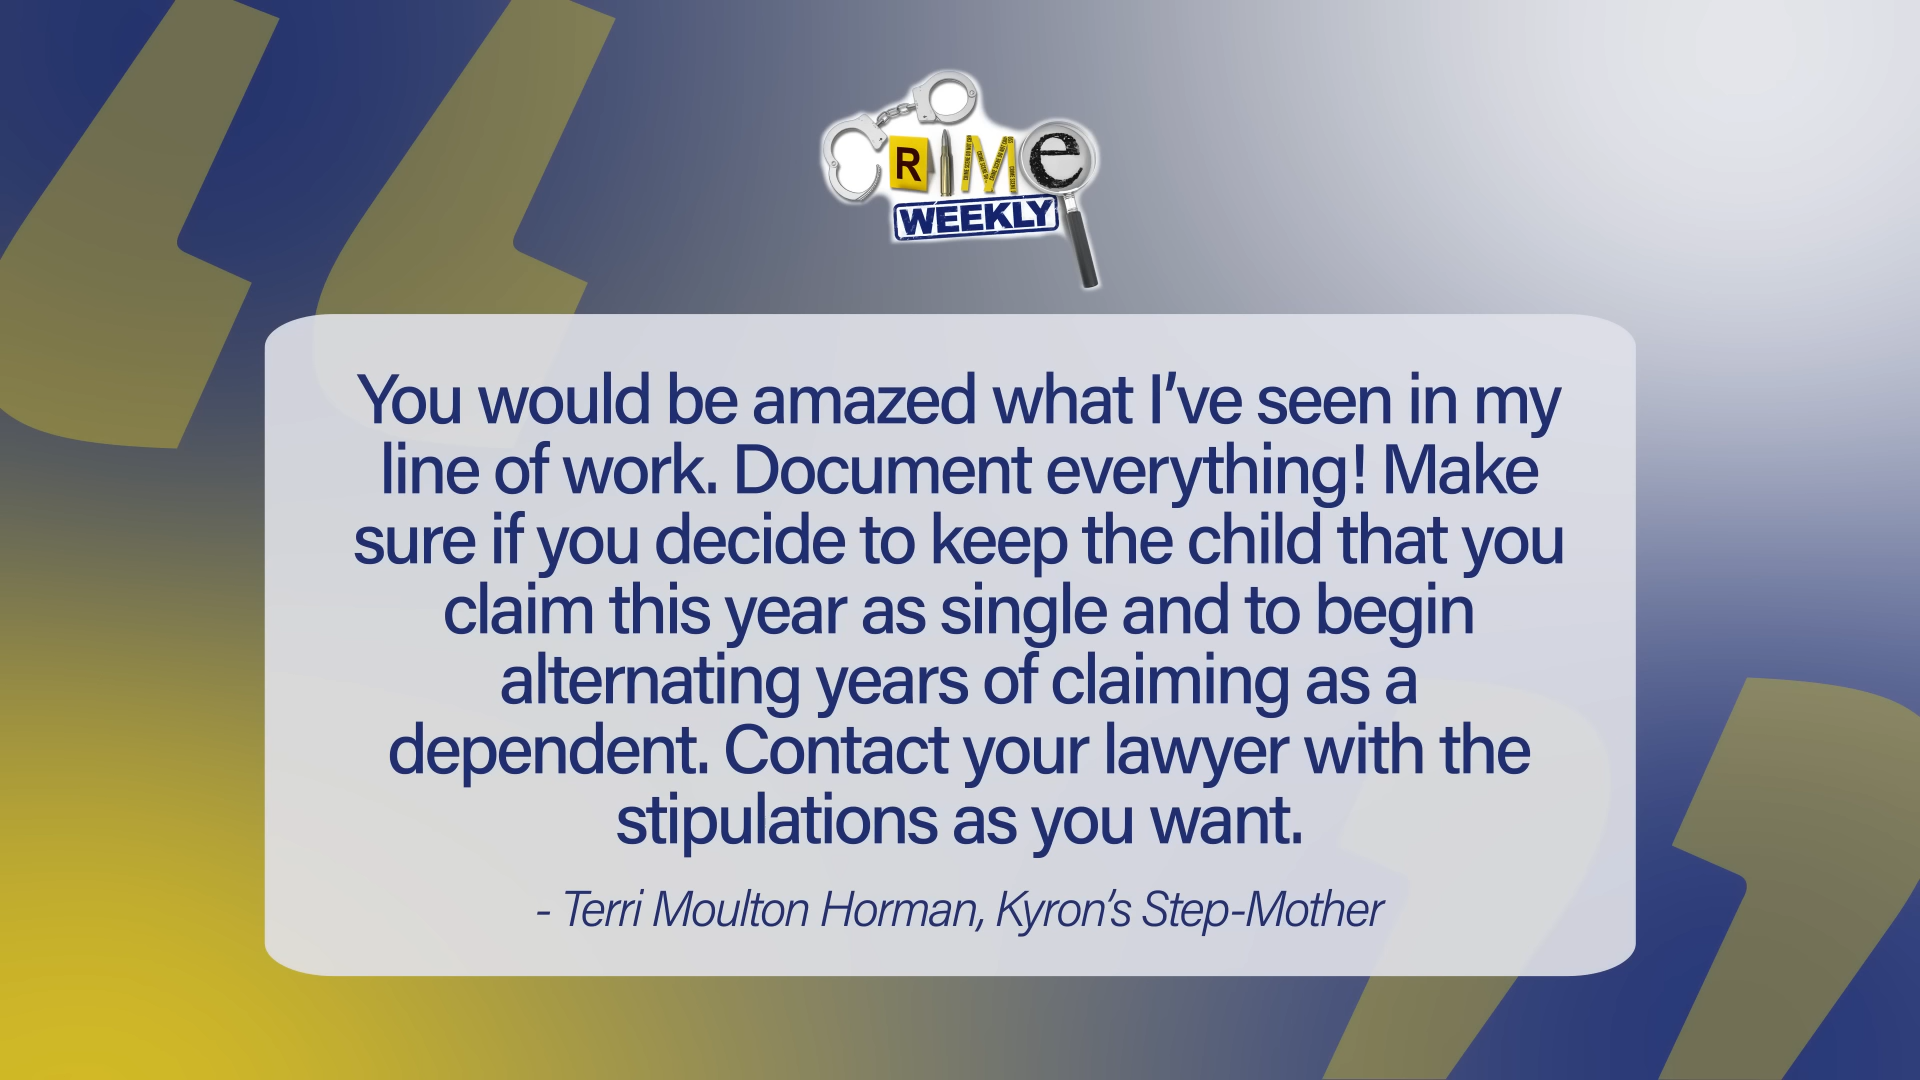 CRIMe
WEEKLY
You would be amazed what I’ve seen in my
line of work. Document everything! Make
sure if you decide to keep the child that you
claim this year as single and to begin
alternating years of claiming as a
dependent. Contact your lawyer with the
stipulations as you want.
- Terri Moulton Horman, Kyron’s Step-Mother